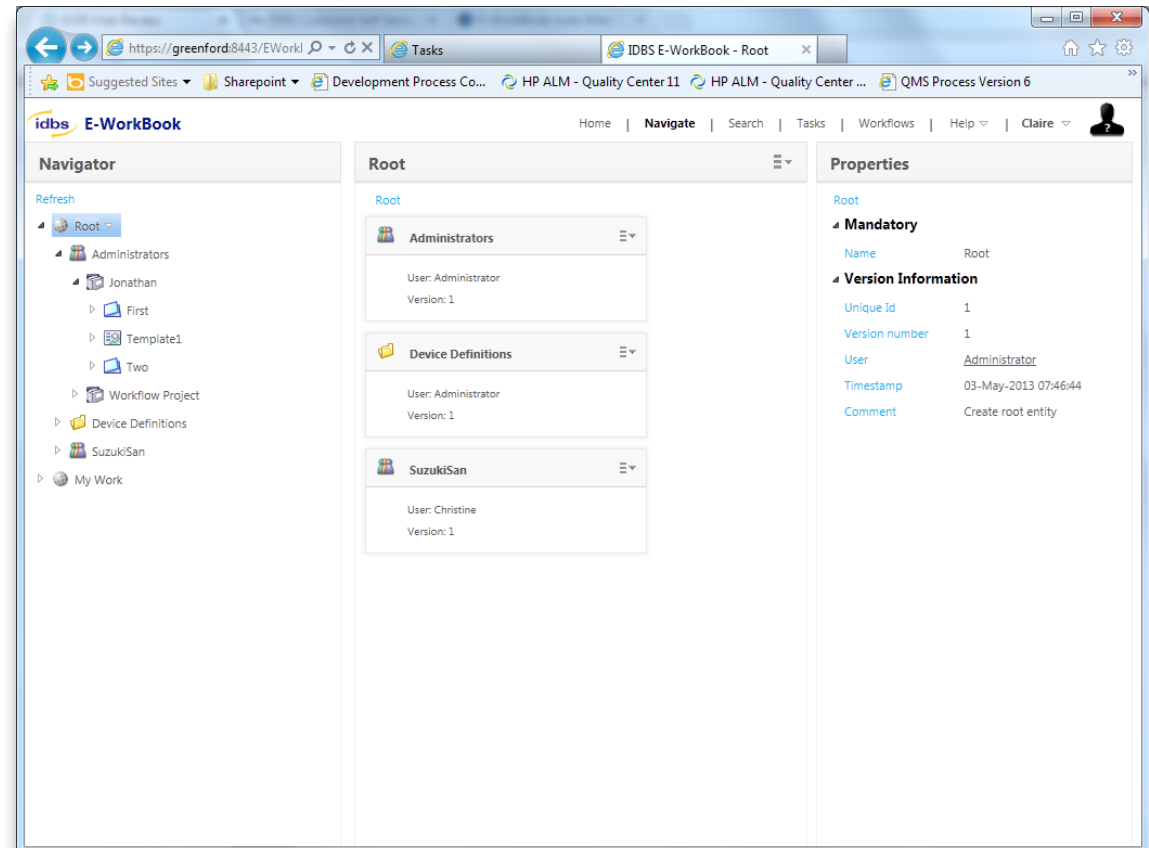 https://greenford:8443/EWorkl
Tasks
IDBS E-WorkBook - Root
Suggested Sites
Sharepoint
Development Process Co...
HP ALM - Quality Center 11
HP ALM - Quality Center ...
QMS Process Version 6
idbs E-WorkBook
Home | Navigate | Search | Tasks | Workflows | Help | Claire
Navigator
Refresh
Root
Administrators
Jonathan
First
Template1
Two
Workflow Project
Device Definitions
SuzukiSan
My Work
Root
Root
Administrators
User: Administrator
Version: 1
Device Definitions
User: Administrator
Version: 1
SuzukiSan
User: Christine
Version: 1
Properties
Root
Mandatory
Name Root
Version Information
Unique Id 1
Version number 1
User Administrator
Timestamp 03-May-2013 07:46:44
Comment Create root entity